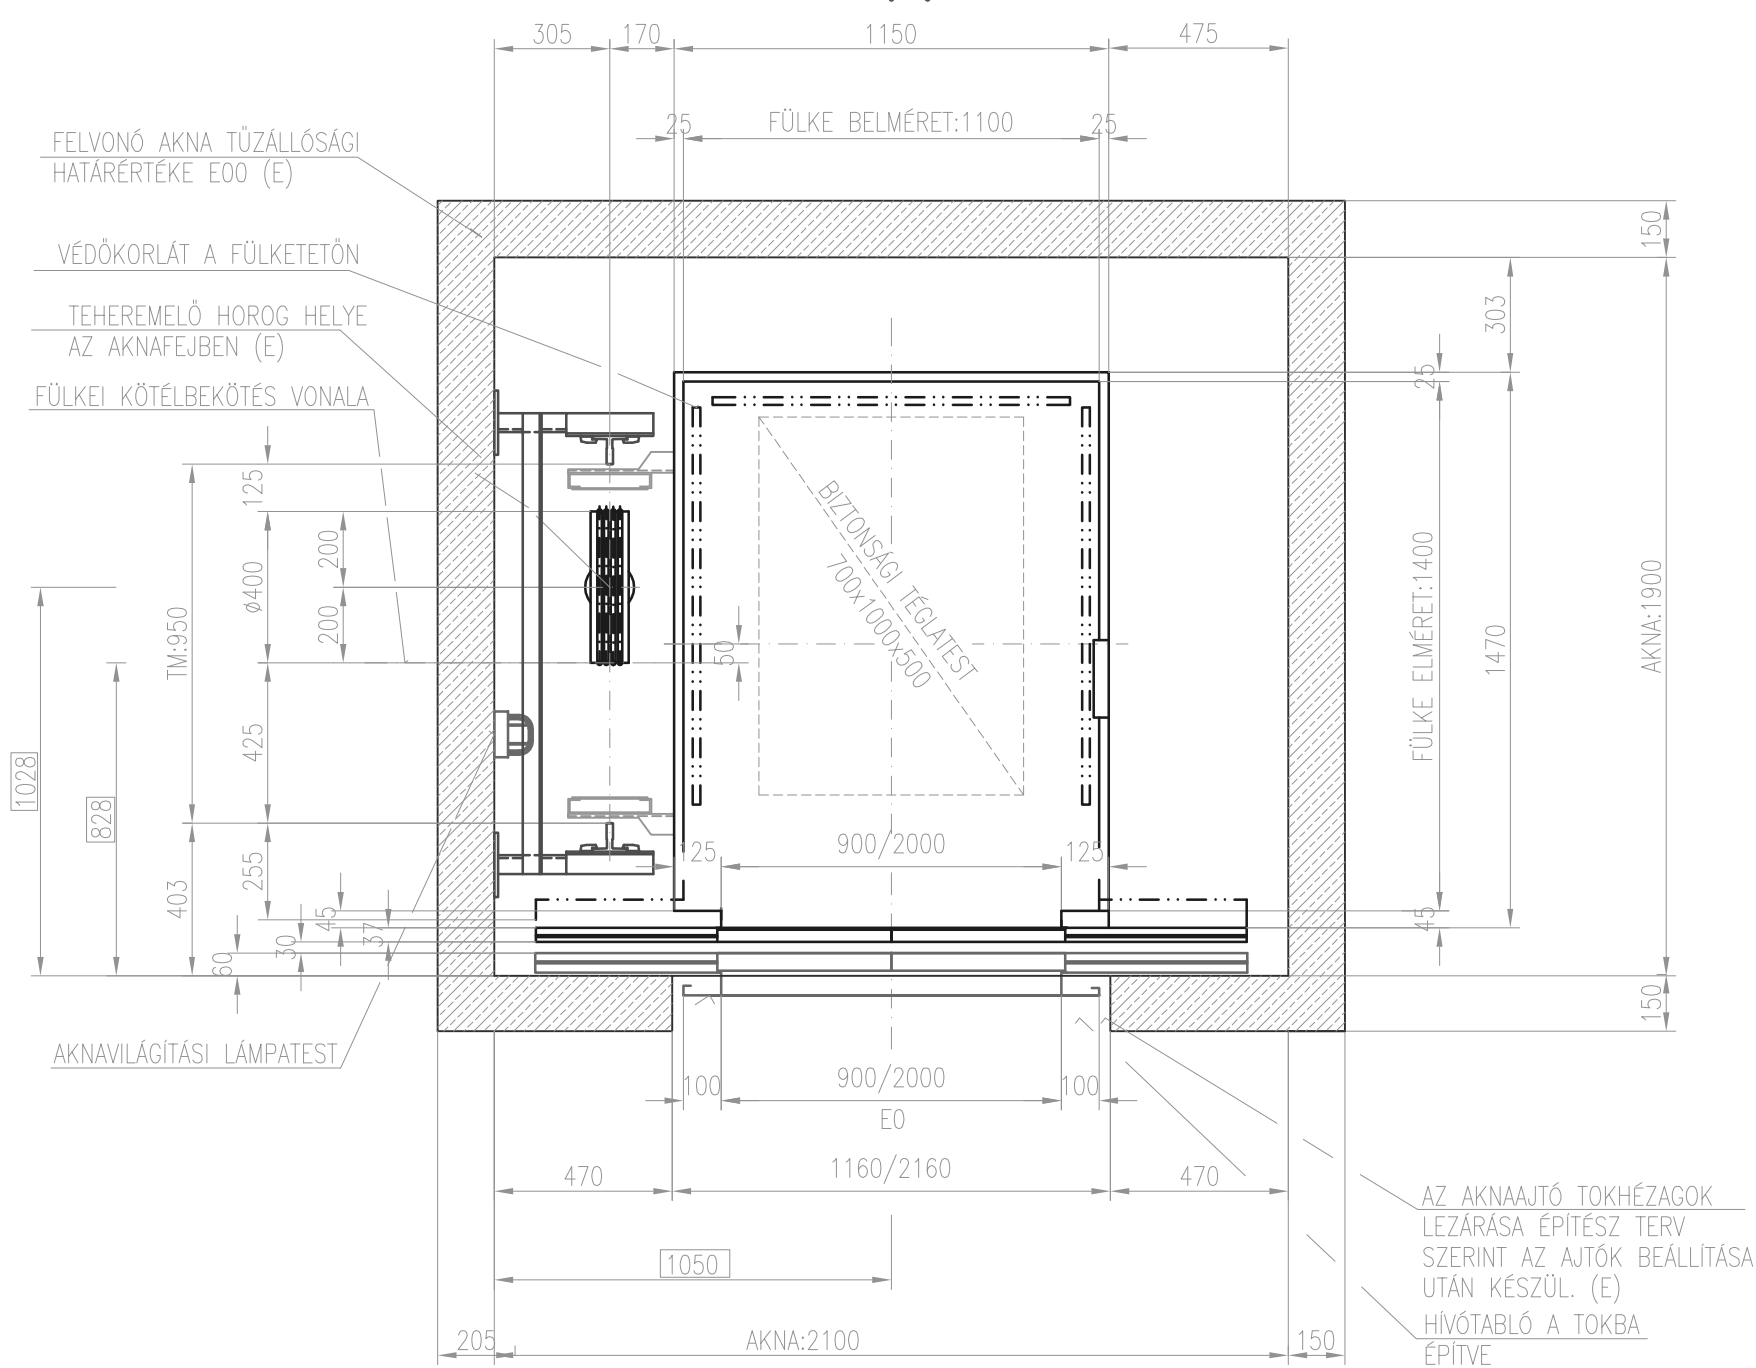 305
170
1150
475
25
FÜLKE BELMÉRET:1100
25
FELVONÓ AKNA TŰZÁLLÓSÁGI
HATÁRÉRTÉKE E00 (E)
VÉDŐKORLÁT A FÜLKETETŐN
TEHEREMELŐ HOROG HELYE
AZ AKNAFEJBEN (E)
FÜLKEI KÖTÉLBEKÖTÉS VONALA
150
303
25
125
200
ø400
200
TM:950
425
1028
828
403
255
45
37
30
60
BIZTONSÁGI TÉGLATEST
700x1000x500
50
FÜLKE ELMÉRET:1400
1470
AKNA:1900
45
150
125
900/2000
125
AKNAVILÁGÍTÁSI LÁMPATEST
100
900/2000
100
E0
470
1160/2160
470
1050
205
AKNA:2100
150
AZ AKNAAJTÓ TOKHÉZAGOK
LEZÁRÁSA ÉPÍTÉSZ TERV
SZERINT AZ AJTÓK BEÁLLÍTÁSA
UTÁN KÉSZÜL. (E)
HÍVÓTABLÓ A TOKBA
ÉPÍTVE